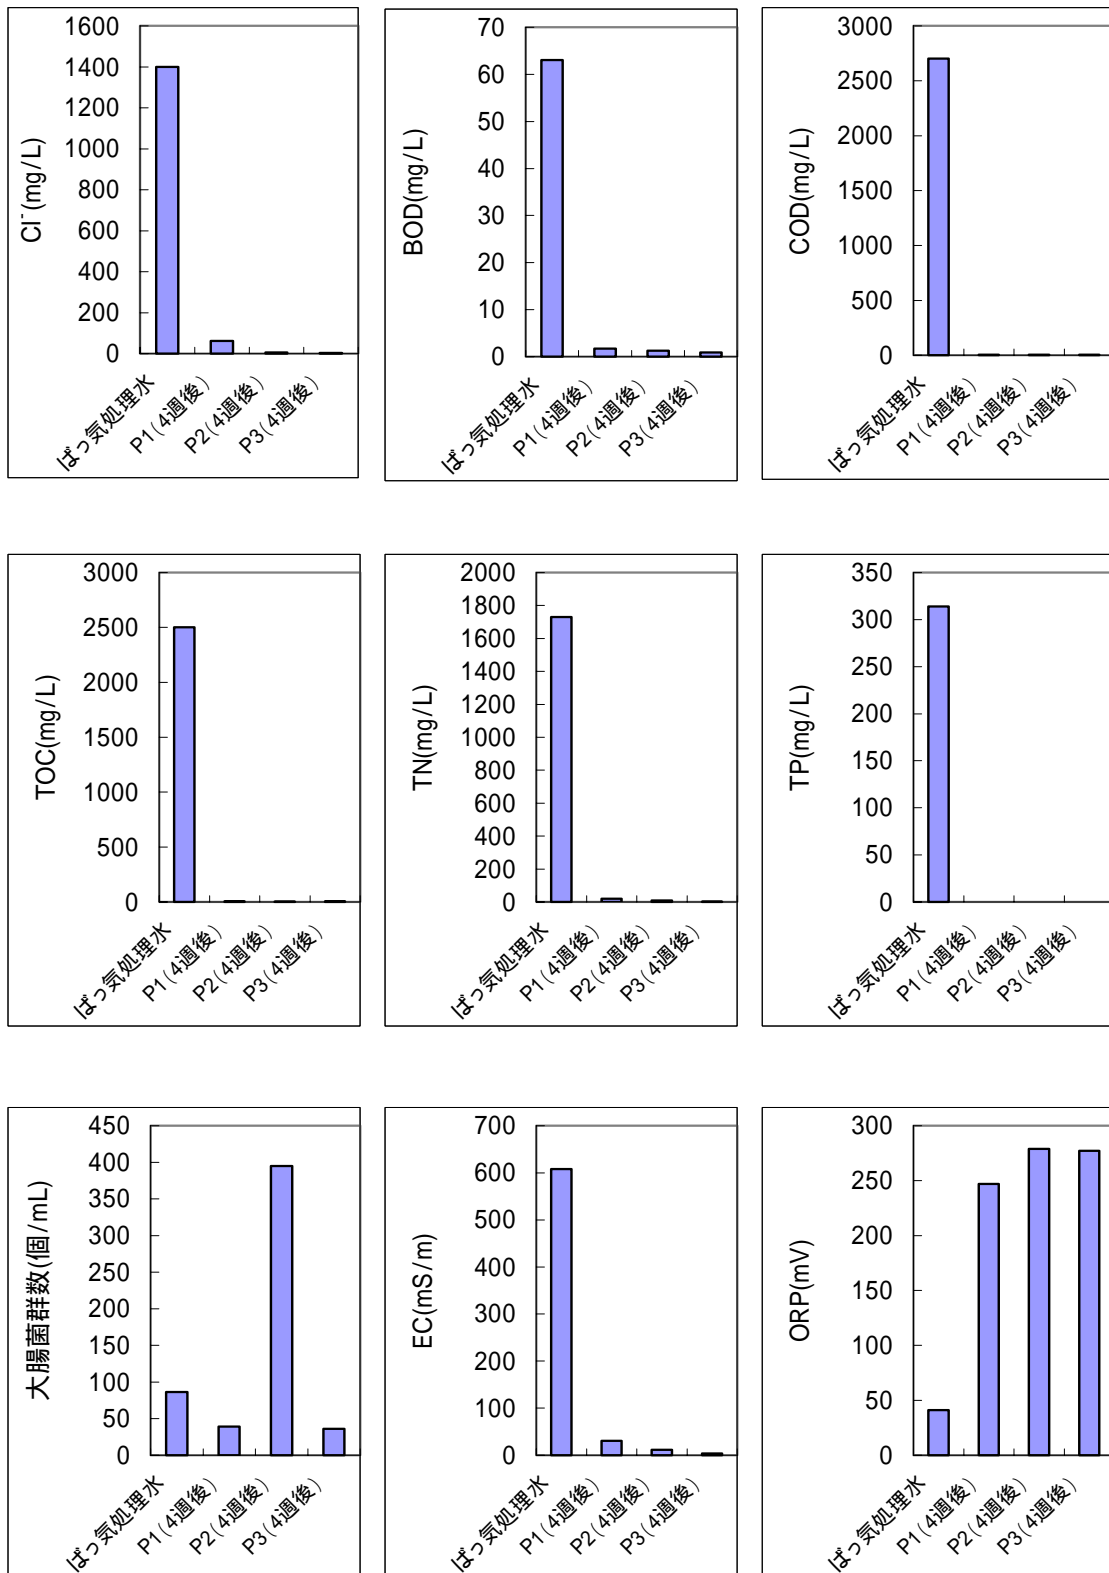 Cl⁻(mg/L)
1600
1400
1200
1000
800
600
400
200
0
ばっ気処理水
P1(4週後)
P2(4週後)
P3(4週後)
BOD(mg/L)
70
60
50
40
30
20
10
0
ばっ気処理水
P1(4週後)
P2(4週後)
P3(4週後)
COD(mg/L)
3000
2500
2000
1500
1000
500
0
ばっ気処理水
P1(4週後)
P2(4週後)
P3(4週後)
TOC(mg/L)
3000
2500
2000
1500
1000
500
0
ばっ気処理水
P1(4週後)
P2(4週後)
P3(4週後)
TN(mg/L)
2000
1800
1600
1400
1200
1000
800
600
400
200
0
ばっ気処理水
P1(4週後)
P2(4週後)
P3(4週後)
TP(mg/L)
350
300
250
200
150
100
50
0
ばっ気処理水
P1(4週後)
P2(4週後)
P3(4週後)
大腸菌群数(個/mL)
450
400
350
300
250
200
150
100
50
0
ばっ気処理水
P1(4週後)
P2(4週後)
P3(4週後)
EC(mS/m)
700
600
500
400
300
200
100
0
ばっ気処理水
P1(4週後)
P2(4週後)
P3(4週後)
ORP(mV)
300
250
200
150
100
50
0
ばっ気処理水
P1(4週後)
P2(4週後)
P3(4週後)